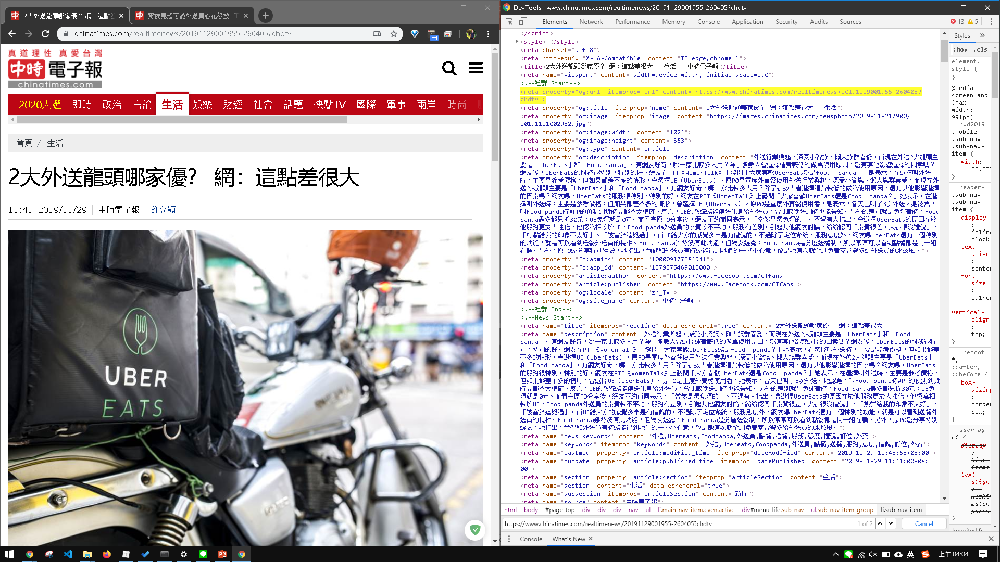 2大外送龍頭哪家優？ 網：這點差
宵夜見超可愛外送員心花怒放...下
chinatimes.com/realtimenews/20191129001955-260405?chdtv
off
真道理性 真愛台灣
中時電子報
chinatimes.com
2020大選 即時 政治 言論 生活 娛樂 財經 社會 話題 快點TV 國際 軍事 兩岸 時尚
首頁 / 生活
2大外送龍頭哪家優？ 網：這點差很大
11:41 2019/11/29 中時電子報 許立穎
UBER
EATS
DevTools - www.chinatimes.com/realtimenews/20191129001955-260405?chdtv
Elements Network Performance Memory Console Application Security Audits Sources 13 5
</script>
<style>…</style>
<meta charset="utf-8">
<meta http-equiv="X-UA-Compatible" content="IE=edge,chrome=1">
<title>2大外送龍頭哪家優？ 網：這點差很大 - 生活 - 中時電子報</title>
<meta name="viewport" content="width=device-width, initial-scale=1.0">
<!--社群 Start-->
<meta property="og:url" itemprop="url" content="https://www.chinatimes.com/realtimenews/20191129001955-260405?
chdtv">
<meta property="og:title" itemprop="name" content="2大外送龍頭哪家優？ 網：這點差很大 - 生活">
<meta property="og:image" itemprop="image" content="https://images.chinatimes.com/newsphoto/2019-11-21/900/
20191121002932.jpg">
<meta property="og:image:width" content="1024">
<meta property="og:image:height" content="683">
<meta property="og:type" content="article">
<meta property="og:description" itemprop="description" content="外送行業興起，深受小資族、懶人族群喜愛，而現在外送2大龍頭主
要是「UberEats」和「Food panda」。有網友好奇，哪一家比較多人用？除了多數人會選擇運費較低的做為使用原因，還有其他影響選擇的因素嗎？
網友曝，UberEats的服務很特別，特別的好。網友在PTT《WomenTalk》上發問「大家喜歡UberEats還是food  panda？」她表示，在選擇叫外送
時，主要是參考價格，但如果都差不多的情形，會選擇UE（UberEats）。原PO是重度外賣餐使用外送行業興起，深受小資族、懶人族群喜愛，而現在外
送2大龍頭主要是「UberEats」和「Food panda」。有網友好奇，哪一家比較多人用？除了多數人會選擇運費較低的做為使用原因，還有其他影響選擇
的因素嗎？網友曝，UberEats的服務很特別，特別的好。網友在PTT《WomenTalk》上發問「大家喜歡UberEats還是food  panda？」她表示，在選
擇叫外送時，主要是參考價格，但如果都差不多的情形，會選擇UE（UberEats）。原PO是重度外賣餐使用者，她表示，當天已叫了3次外送。她認為，
叫Food panda時APP的預測到貨時間都不太準確。反之，UE的系統還能傳送訊息給外送員，會比較晚送到時也能告知。另外的差別就是免運費時，Food
panda最多都只折30元；UE免運就是0元。而看完原PO分享後，網友不約而同表示，「當然是選免運的」。不過有人指出，會選擇UberEats的原因在於
他服務更於人性化，他認為相較於UE，Food panda外送員的素質較不平均，服務有差別。引起其他網友討論，紛紛認同「素質很差，大多很沒禮貌」、
「熊貓給我的印象不太好」、「被富胖達兇過」。而UE給大家的感覺多半是有禮貌的。不過除了定位系統、服務態度外，網友曝UberEats還有一個特別
的功能，就是可以看到送餐外送員的長相。Food panda雖然沒有此功能，但網友透露，Food panda是分區送餐制，所以常常可以看到點餐都是同一組
在輪。另外，原PO還分享特別經驗，她指出，爾偶和外送員有時還能得到她們的一些小心意，像是她有次就拿到免費麥當勞多給外送員的冰炫風。">
<meta property="fb:admins" content="100009177684541">
<meta property="fb:app_id" content="1379575469016080">
<meta property="article:author" content="https://www.facebook.com/CTfans">
<meta property="article:publisher" content="https://www.facebook.com/CTfans">
<meta property="og:locale" content="zh_TW">
<meta property="og:site_name" content="中時電子報">
<!--社群 End-->
<!--News Start-->
<meta name="title" itemprop="headline" data-ephemeral="true" content="2大外送龍頭哪家優？ 網：這點差很大">
<meta name="description" content="外送行業興起，深受小資族、懶人族群喜愛，而現在外送2大龍頭主要是「UberEats」和「Food
panda」。有網友好奇，哪一家比較多人用？除了多數人會選擇運費較低的做為使用原因，還有其他影響選擇的因素嗎？網友曝，UberEats的服務很特
別，特別的好。網友在PTT《WomenTalk》上發問「大家喜歡UberEats還是food  panda？」她表示，在選擇叫外送時，主要是參考價格，但如果都差
不多的情形，會選擇UE（UberEats）。原PO是重度外賣餐使用外送行業興起，深受小資族、懶人族群喜愛，而現在外送2大龍頭主要是「UberEats」
和「Food panda」。有網友好奇，哪一家比較多人用？除了多數人會選擇運費較低的做為使用原因，還有其他影響選擇的因素嗎？網友曝，UberEats
的服務很特別，特別的好。網友在PTT《WomenTalk》上發問「大家喜歡UberEats還是food  panda？」她表示，在選擇叫外送時，主要是參考價格，
但如果都差不多的情形，會選擇UE（UberEats）。原PO是重度外賣餐使用者，她表示，當天已叫了3次外送。她認為，叫Food panda時APP的預測到貨
時間都不太準確。反之，UE的系統還能傳送訊息給外送員，會比較晚送到時也能告知。另外的差別就是免運費時，Food panda最多都只折30元；UE免
運就是0元。而看完原PO分享後，網友不約而同表示，「當然是選免運的」。不過有人指出，會選擇UberEats的原因在於他服務更於人性化，他認為相
較於UE，Food panda外送員的素質較不平均，服務有差別。引起其他網友討論，紛紛認同「素質很差，大多很沒禮貌」、「熊貓給我的印象不太好」、
「被富胖達兇過」。而UE給大家的感覺多半是有禮貌的。不過除了定位系統、服務態度外，網友曝UberEats還有一個特別的功能，就是可以看到送餐外
送員的長相。Food panda雖然沒有此功能，但網友透露，Food panda是分區送餐制，所以常常可以看到點餐都是同一組在輪。另外，原PO還分享特別
經驗，她指出，爾偶和外送員有時還能得到她們的一些小心意，像是她有次就拿到免費麥當勞多給外送員的冰炫風。">
<meta name="news_keywords" content="外送,Ubereats,foodpanda,外送員,點餐,送餐,服務,態度,禮貌,訂位,外賣">
<meta name="keywords" itemprop="keywords" content="外送,Ubereats,foodpanda,外送員,點餐,送餐,服務,態度,禮貌,訂位,外賣">
<meta name="lastmod" property="article:modified_time" itemprop="dateModified" content="2019-11-29T11:43:55+08:00">
<meta name="pubdate" property="article:published_time" itemprop="datePublished" content="2019-11-29T11:41:00+08:
00">
<meta name="section" property="article:section" itemprop="articleSection" content="生活">
<meta name="section" content="生活" data-ephemeral="true">
<meta name="subsection" itemprop="articleSection" content="新聞">
<meta name="source" content="中時電子報">
html body #page-top div div div nav ul li.main-nav-item.even.active div#menu_life.sub-nav ul.sub-nav-item-group li.sub-nav-item
https://www.chinatimes.com/realtimenews/20191129001955-260405?chdtv 1 of 2 Cancel
Console What's New
Styles
:hov .cls
element.
style {
}
@media
screen and
(max-
width:
991px)
rwd2019…
.mobile
.sub-nav
.sub-nav-
item {
width:
33.333
}
header-…
.sub-nav
.sub-nav-
item {
display
:
inline
block;
text-
align
:
center
font-
size
:
1.1rem
vertical-
align
:
top;
}
_reboot…
*,
::after,
::before {
box-
sizing
:
border
box;
}
user ag…
li {
display
:
list-
item;
text-
align
:
-webki
match-
parent
}
Inherited fr
英
上午 04:04